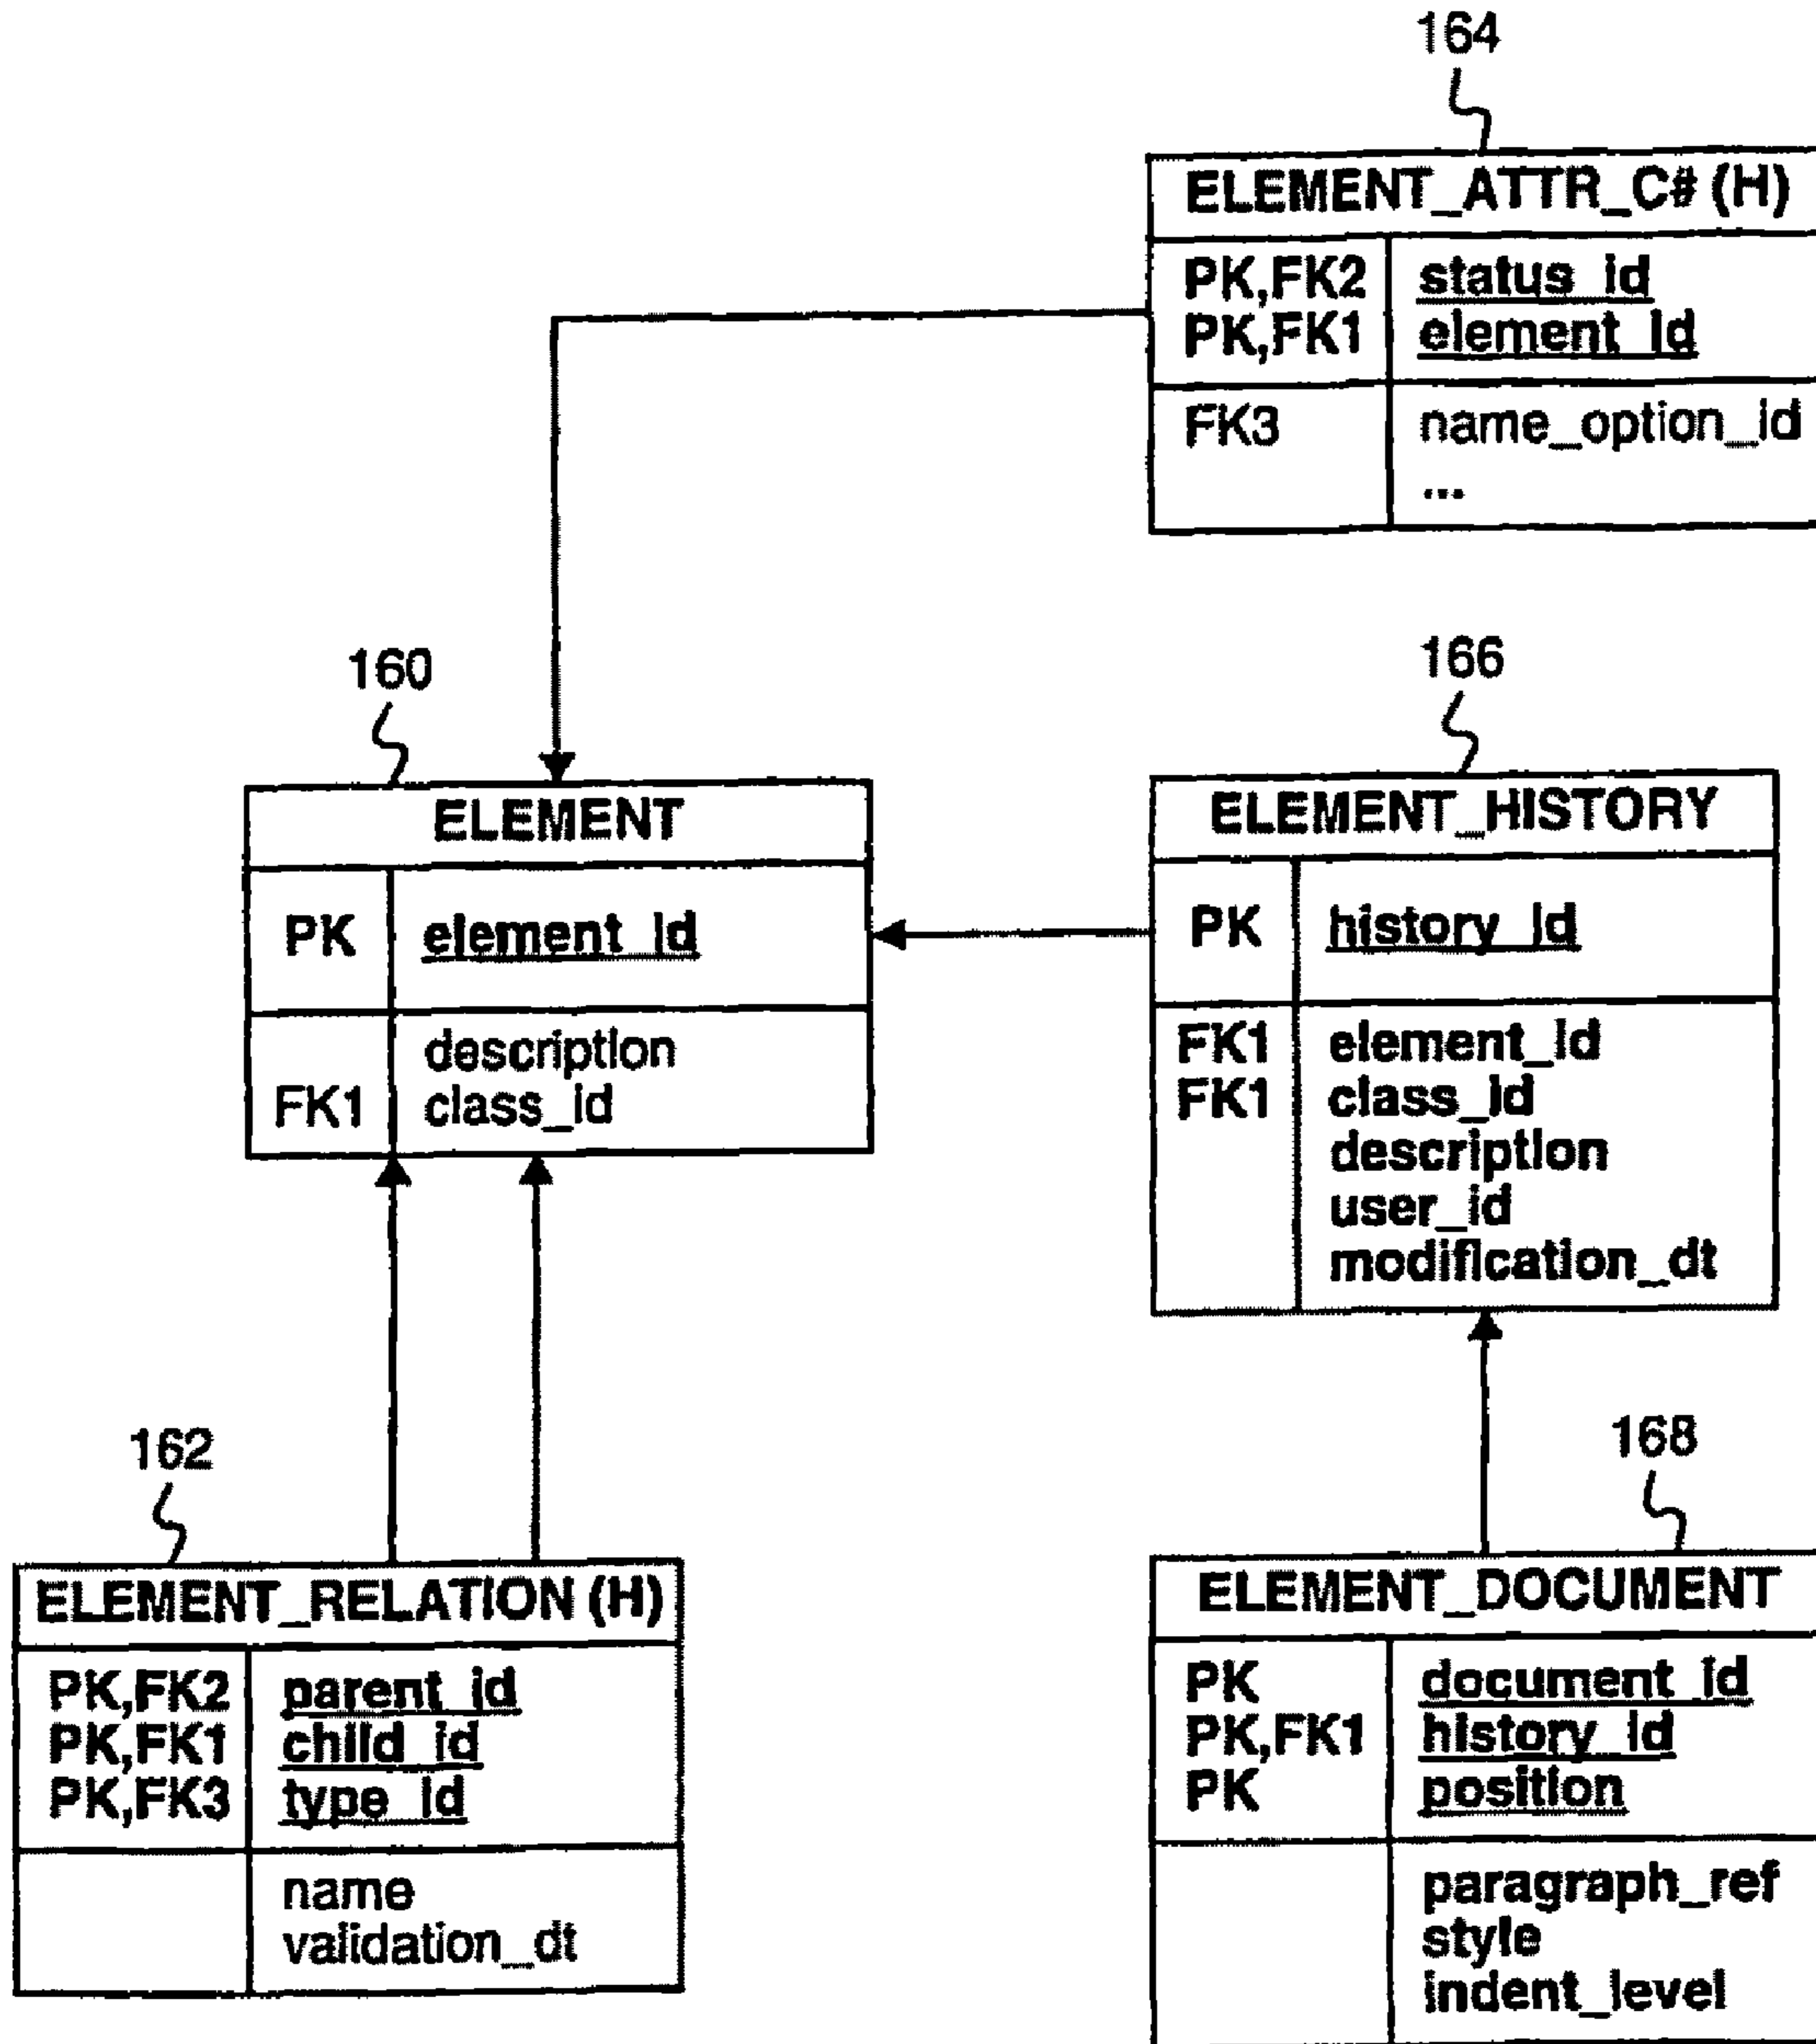 164
ELEMENT_ATTR_C# (H)
PK,FK2 status_id
PK,FK1 element_id
FK3 name_option_id
...
160
ELEMENT
PK element_id
description
FK1 class_id
166
ELEMENT_HISTORY
PK history_id
FK1 element_id
FK1 class_id
description
user_id
modification_dt
162
ELEMENT_RELATION (H)
PK,FK2 parent_id
PK,FK1 child_id
PK,FK3 type_id
name
validation_dt
168
ELEMENT_DOCUMENT
PK document_id
PK,FK1 history_id
PK position
paragraph_ref
style
indent_level